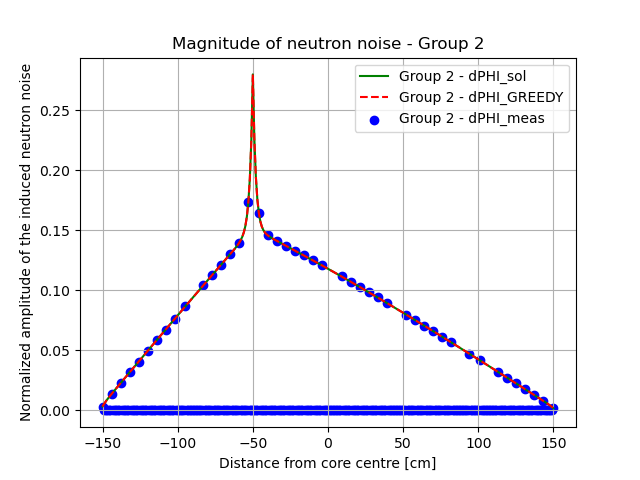 Magnitude of neutron noise - Group 2
Normalized amplitude of the induced neutron noise
0.25
0.20
0.15
0.10
0.05
0.00
Group 2 - dPHI_sol
Group 2 - dPHI_GREEDY
Group 2 - dPHI_meas
−150
−100
−50
0
50
100
150
Distance from core centre [cm]